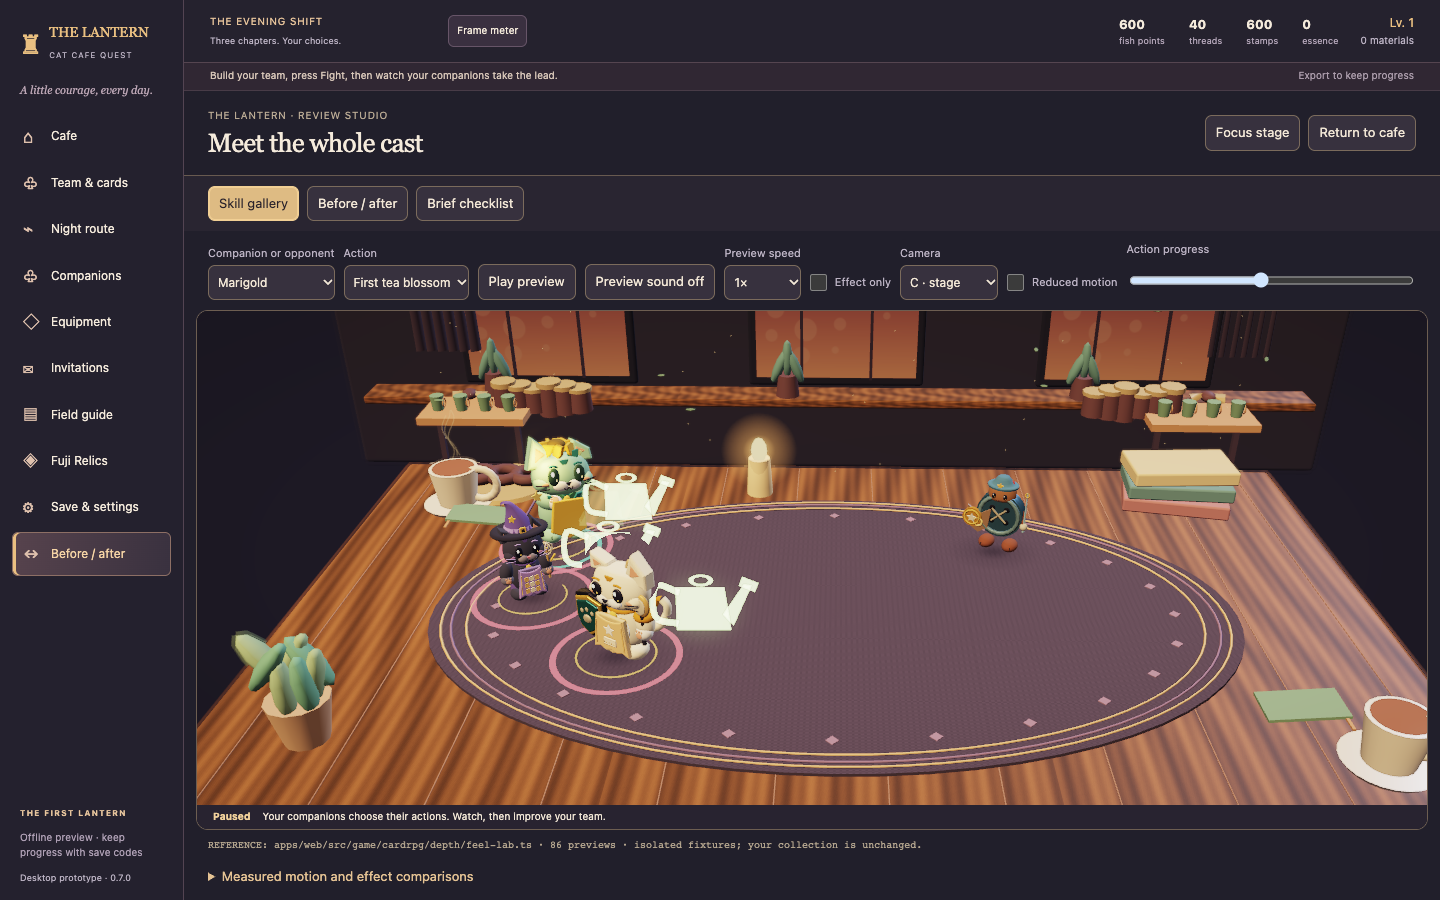 THE LANTERN
CAT CAFE QUEST
A little courage, every day.
Cafe
Team & cards
Night route
Companions
Equipment
Invitations
Field guide
Fuji Relics
Save & settings
Before / after
THE FIRST LANTERN
Offline preview · keep
progress with save codes
Desktop prototype · 0.7.0
THE EVENING SHIFT
Three chapters. Your choices.
Frame meter
600 fish points
40 threads
600 stamps
0 essence
Lv. 1
0 materials
Build your team, press Fight, then watch your companions take the lead.
Export to keep progress
THE LANTERN · REVIEW STUDIO
Meet the whole cast
Focus stage
Return to cafe
Skill gallery
Before / after
Brief checklist
Companion or opponent
Marigold
Action
First tea blossom
Play preview
Preview sound off
Preview speed
1×
Effect only
Camera
C · stage
Reduced motion
Action progress
Paused Your companions choose their actions. Watch, then improve your team.
REFERENCE: apps/web/src/game/cardrpg/depth/feel-lab.ts · 86 previews · isolated fixtures; your collection is unchanged.
Measured motion and effect comparisons